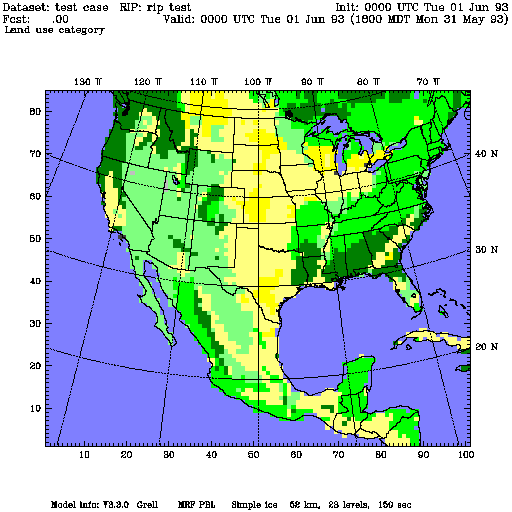 Dataset: test case   RIP: rip test   Init: 0000 UTC Tue 01 Jun 93
Fcst:   .00   Valid: 0000 UTC Tue 01 Jun 93 (1800 MDT Mon 31 May 93)
Land use category
130 W   120 W   110 W   100 W   90 W   80 W   70 W
80
70
40 N
60
50
30 N
40
30
20
20 N
10
10   20   30   40   50   60   70   80   90   100
Model info: V3.3.0   Grell   MRF PBL   Simple ice   52 km,   23 levels,   150 sec